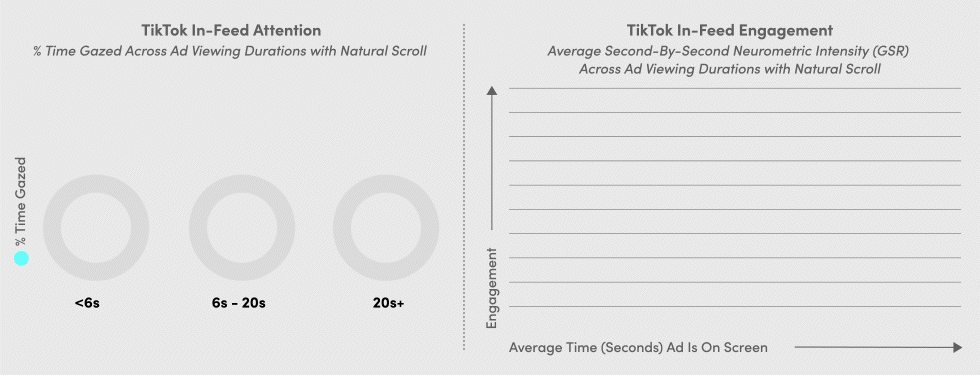 TikTok In-Feed Attention
% Time Gazed Across Ad Viewing Durations with Natural Scroll
% Time Gazed
<6s
6s - 20s
20s+
TikTok In-Feed Engagement
Average Second-By-Second Neurometric Intensity (GSR)
Across Ad Viewing Durations with Natural Scroll
Engagement
Average Time (Seconds) Ad Is On Screen